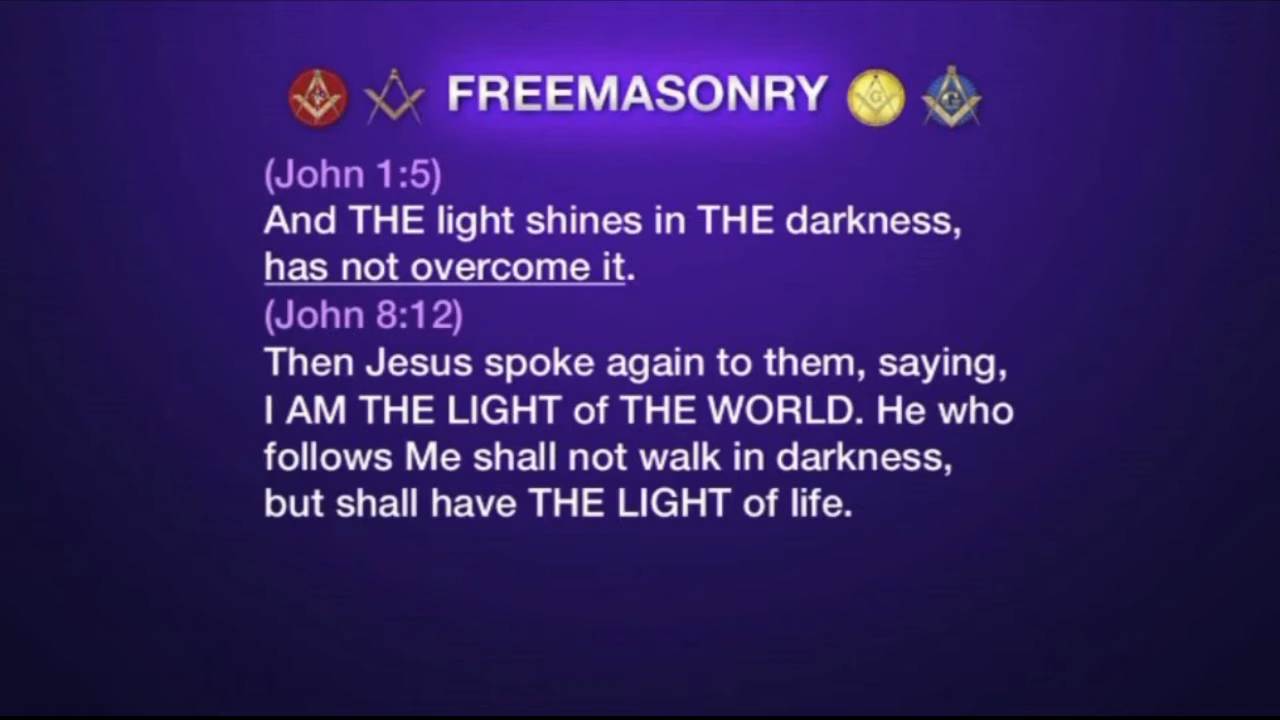 FREEMASONRY
(John 1:5)
And THE light shines in THE darkness,
has not overcome it.
(John 8:12)
Then Jesus spoke again to them, saying,
I AM THE LIGHT of THE WORLD. He who
follows Me shall not walk in darkness,
but shall have THE LIGHT of life.